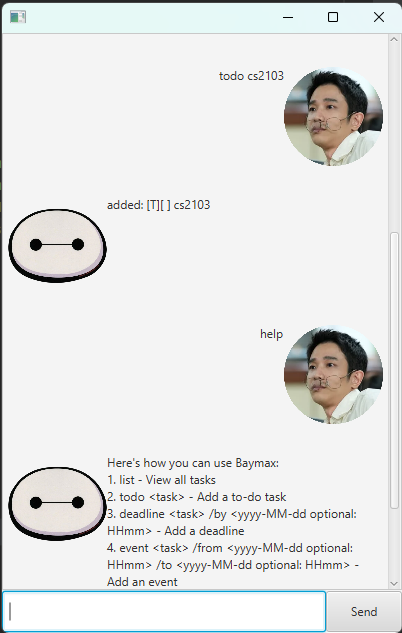 todo cs2103
added: [T][ ] cs2103
help
Here's how you can use Baymax:
1. list - View all tasks
2. todo <task> - Add a to-do task
3. deadline <task> /by <yyyy-MM-dd optional:
HHmm> - Add a deadline
4. event <task> /from <yyyy-MM-dd optional:
HHmm> /to <yyyy-MM-dd optional: HHmm> -
Add an event
Send